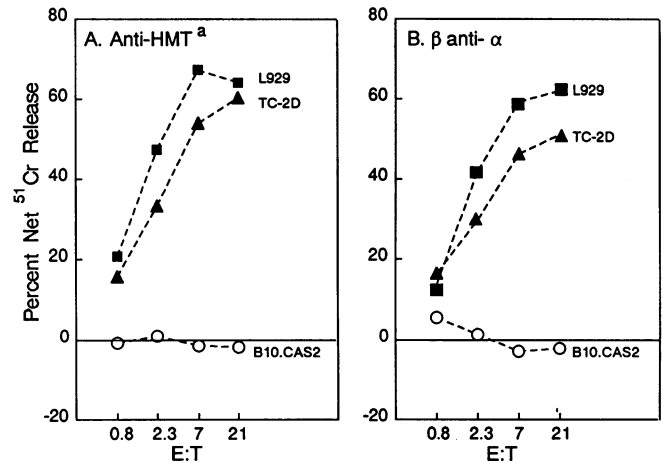 A. Anti-HMT a
B. β anti- α
Percent Net 51Cr Release
80
60
40
20
0
-20
L929
TC-2D
B10.CAS2
0.8 2.3 7 21
E:T
80
60
40
20
0
-20
L929
TC-2D
B10.CAS2
0.8 2.3 7 21
E:T